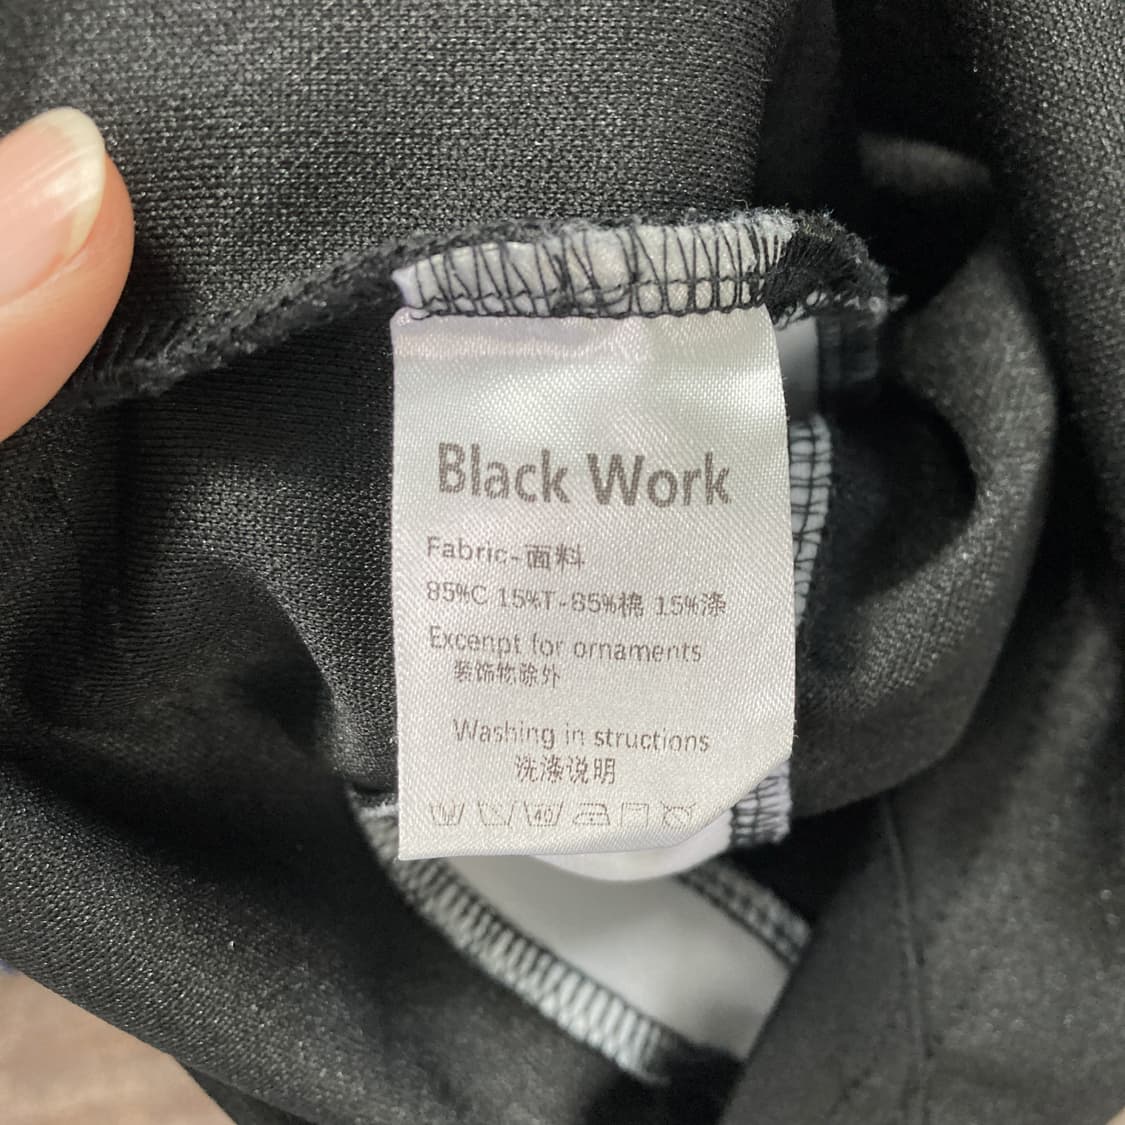 Black Work
Fabric-面料
85%C 15%T-85%棉 15%涤
Excenpt for ornaments
装饰物除外
Washing in structions
洗涤说明
40